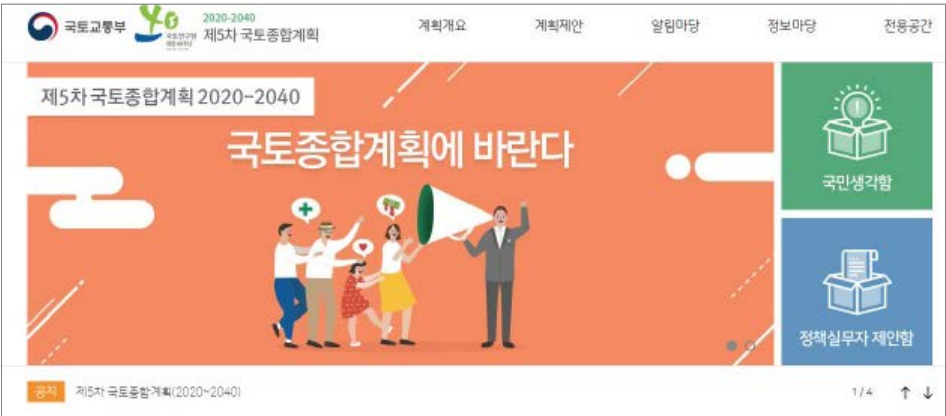 국토교통부
2020-2040
제5차 국토종합계획
계획개요
계획제안
알림마당
정보마당
전용공간
제5차 국토종합계획 2020-2040
국토종합계획에 바란다
국민생각함
정책실무자 제안함
공지 제5차 국토종합계획(2020~2040)
1/4